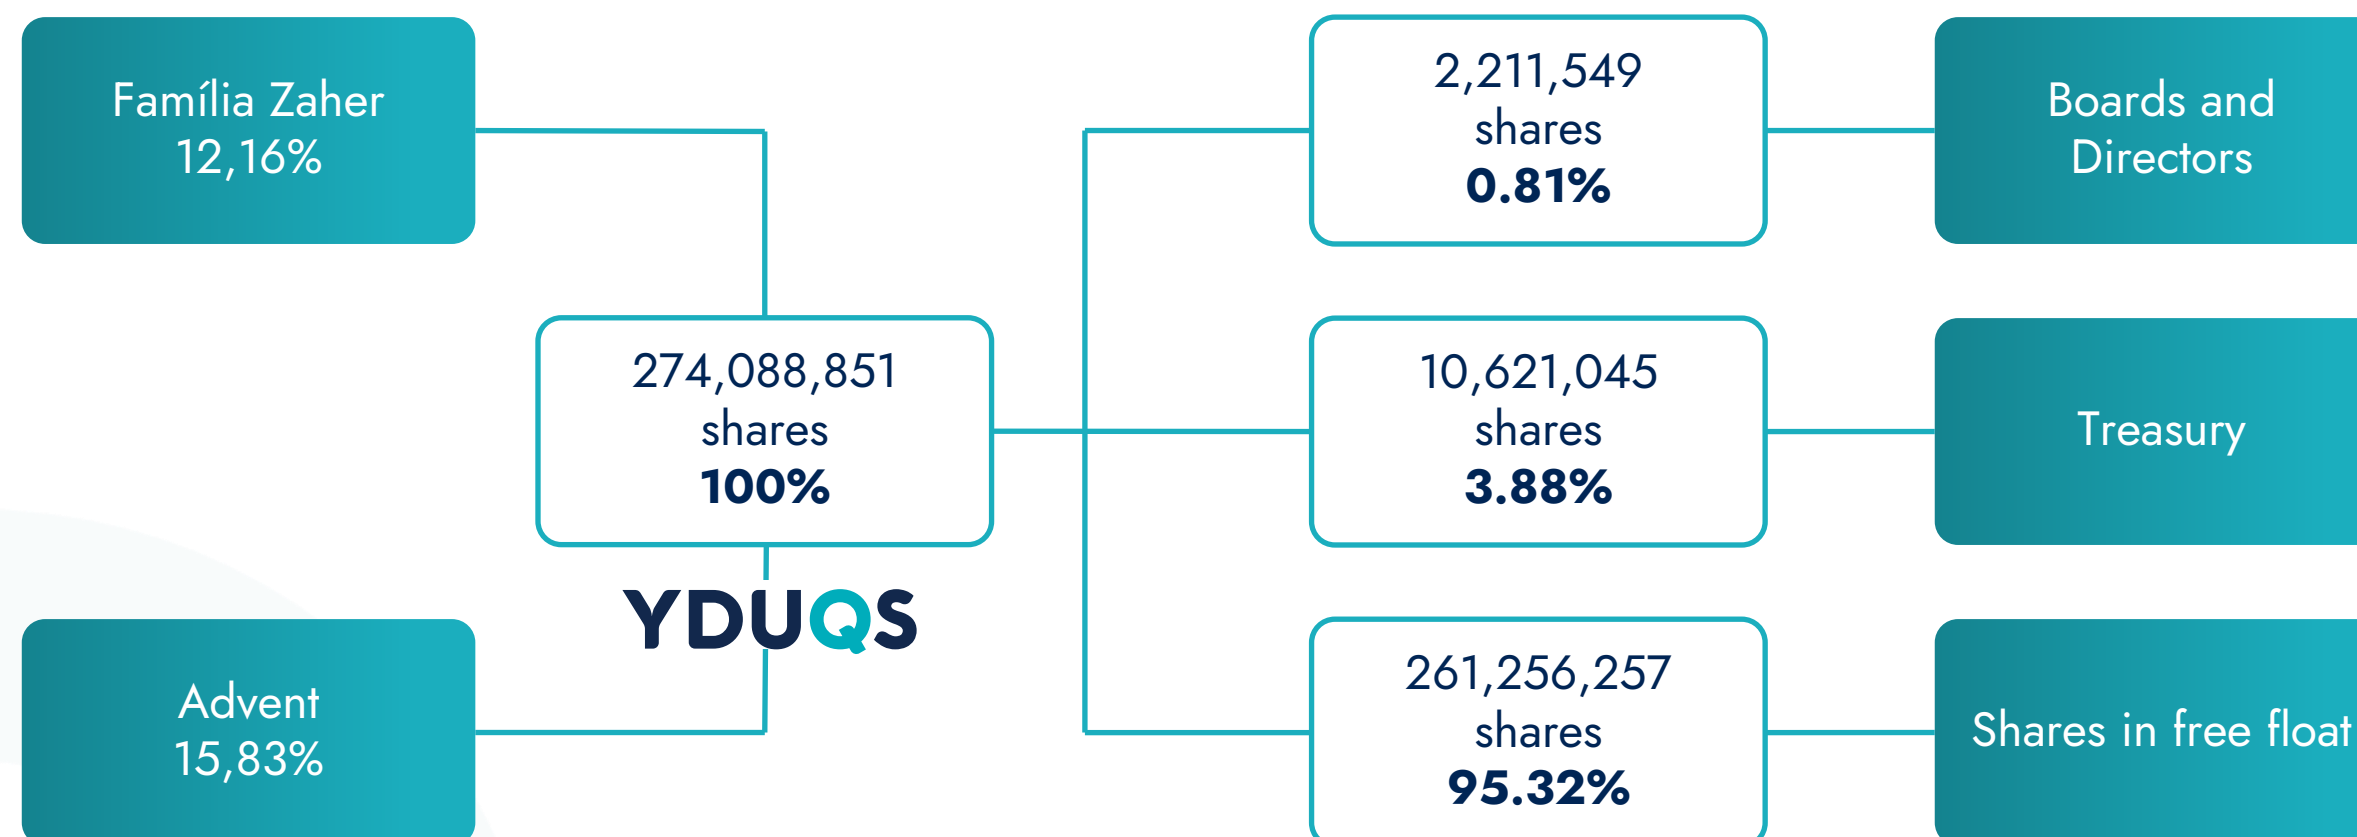 Família Zaher
12,16%
2,211,549
shares
0.81%
Boards and
Directors
274,088,851
shares
100%
10,621,045
shares
3.88%
Treasury
YDUQS
Advent
15,83%
261,256,257
shares
95.32%
Shares in free float